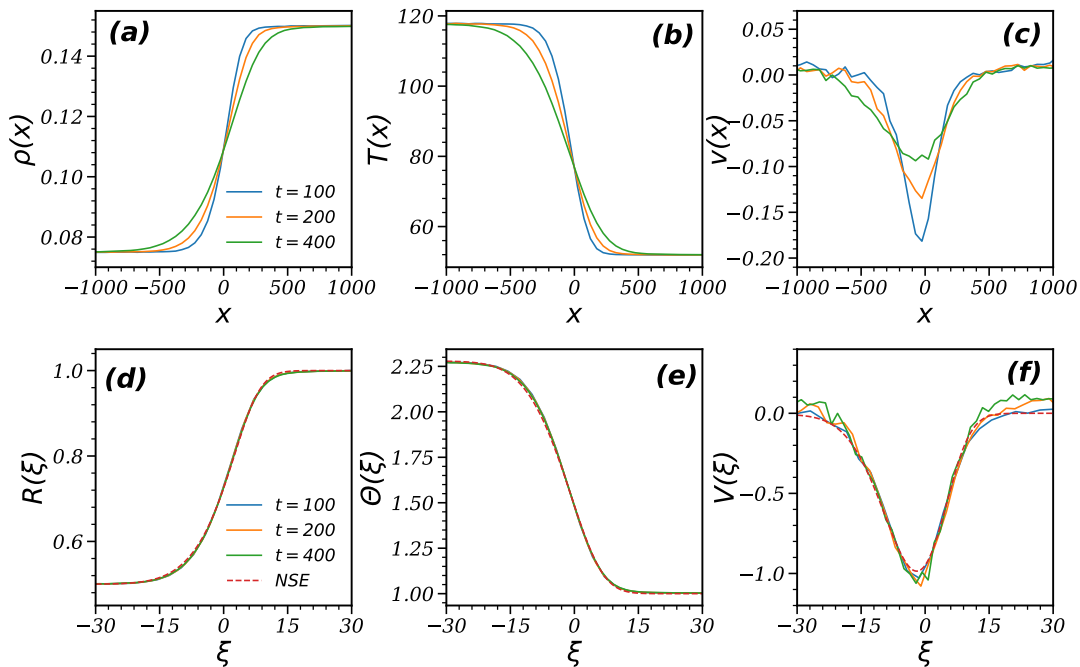 (a)
ρ(x)
0.14
0.12
0.10
0.08
t = 100
t = 200
t = 400
−1000 −500 0 500 1000
x
(b)
T(x)
120
100
80
60
−1000 −500 0 500 1000
x
(c)
v(x)
0.00
−0.05
−0.10
−0.15
−0.20
−1000 −500 0 500 1000
x
(d)
R(ξ)
1.0
0.8
0.6
t = 100
t = 200
t = 400
NSE
−30 −15 0 15 30
ξ
(e)
Θ(ξ)
2.25
2.00
1.75
1.50
1.25
1.00
−30 −15 0 15 30
ξ
(f)
V(ξ)
0.0
−0.5
−1.0
−30 −15 0 15 30
ξ